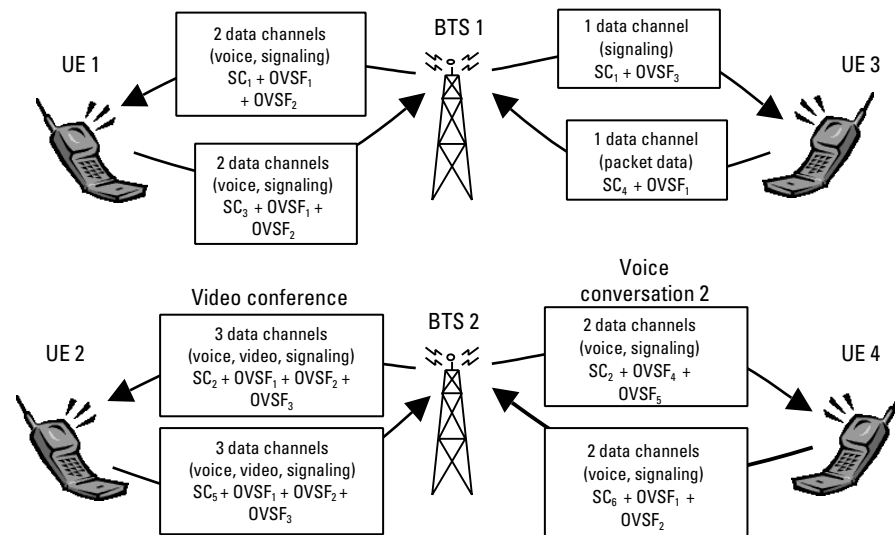 BTS 1
UE 1
2 data channels
(voice, signaling)
SC₁ + OVSF₁
+ OVSF₂
2 data channels
(voice, signaling)
SC₃ + OVSF₁ +
OVSF₂
1 data channel
(signaling)
SC₁ + OVSF₃
UE 3
1 data channel
(packet data)
SC₄ + OVSF₁
Video conference
UE 2
3 data channels
(voice, video, signaling)
SC₂ + OVSF₁ + OVSF₂ +
OVSF₃
3 data channels
(voice, video, signaling)
SC₅ + OVSF₁ + OVSF₂ +
OVSF₃
BTS 2
Voice
conversation 2
2 data channels
(voice, signaling)
SC₂ + OVSF₄ +
OVSF₅
UE 4
2 data channels
(voice, signaling)
SC₆ + OVSF₁ +
OVSF₂